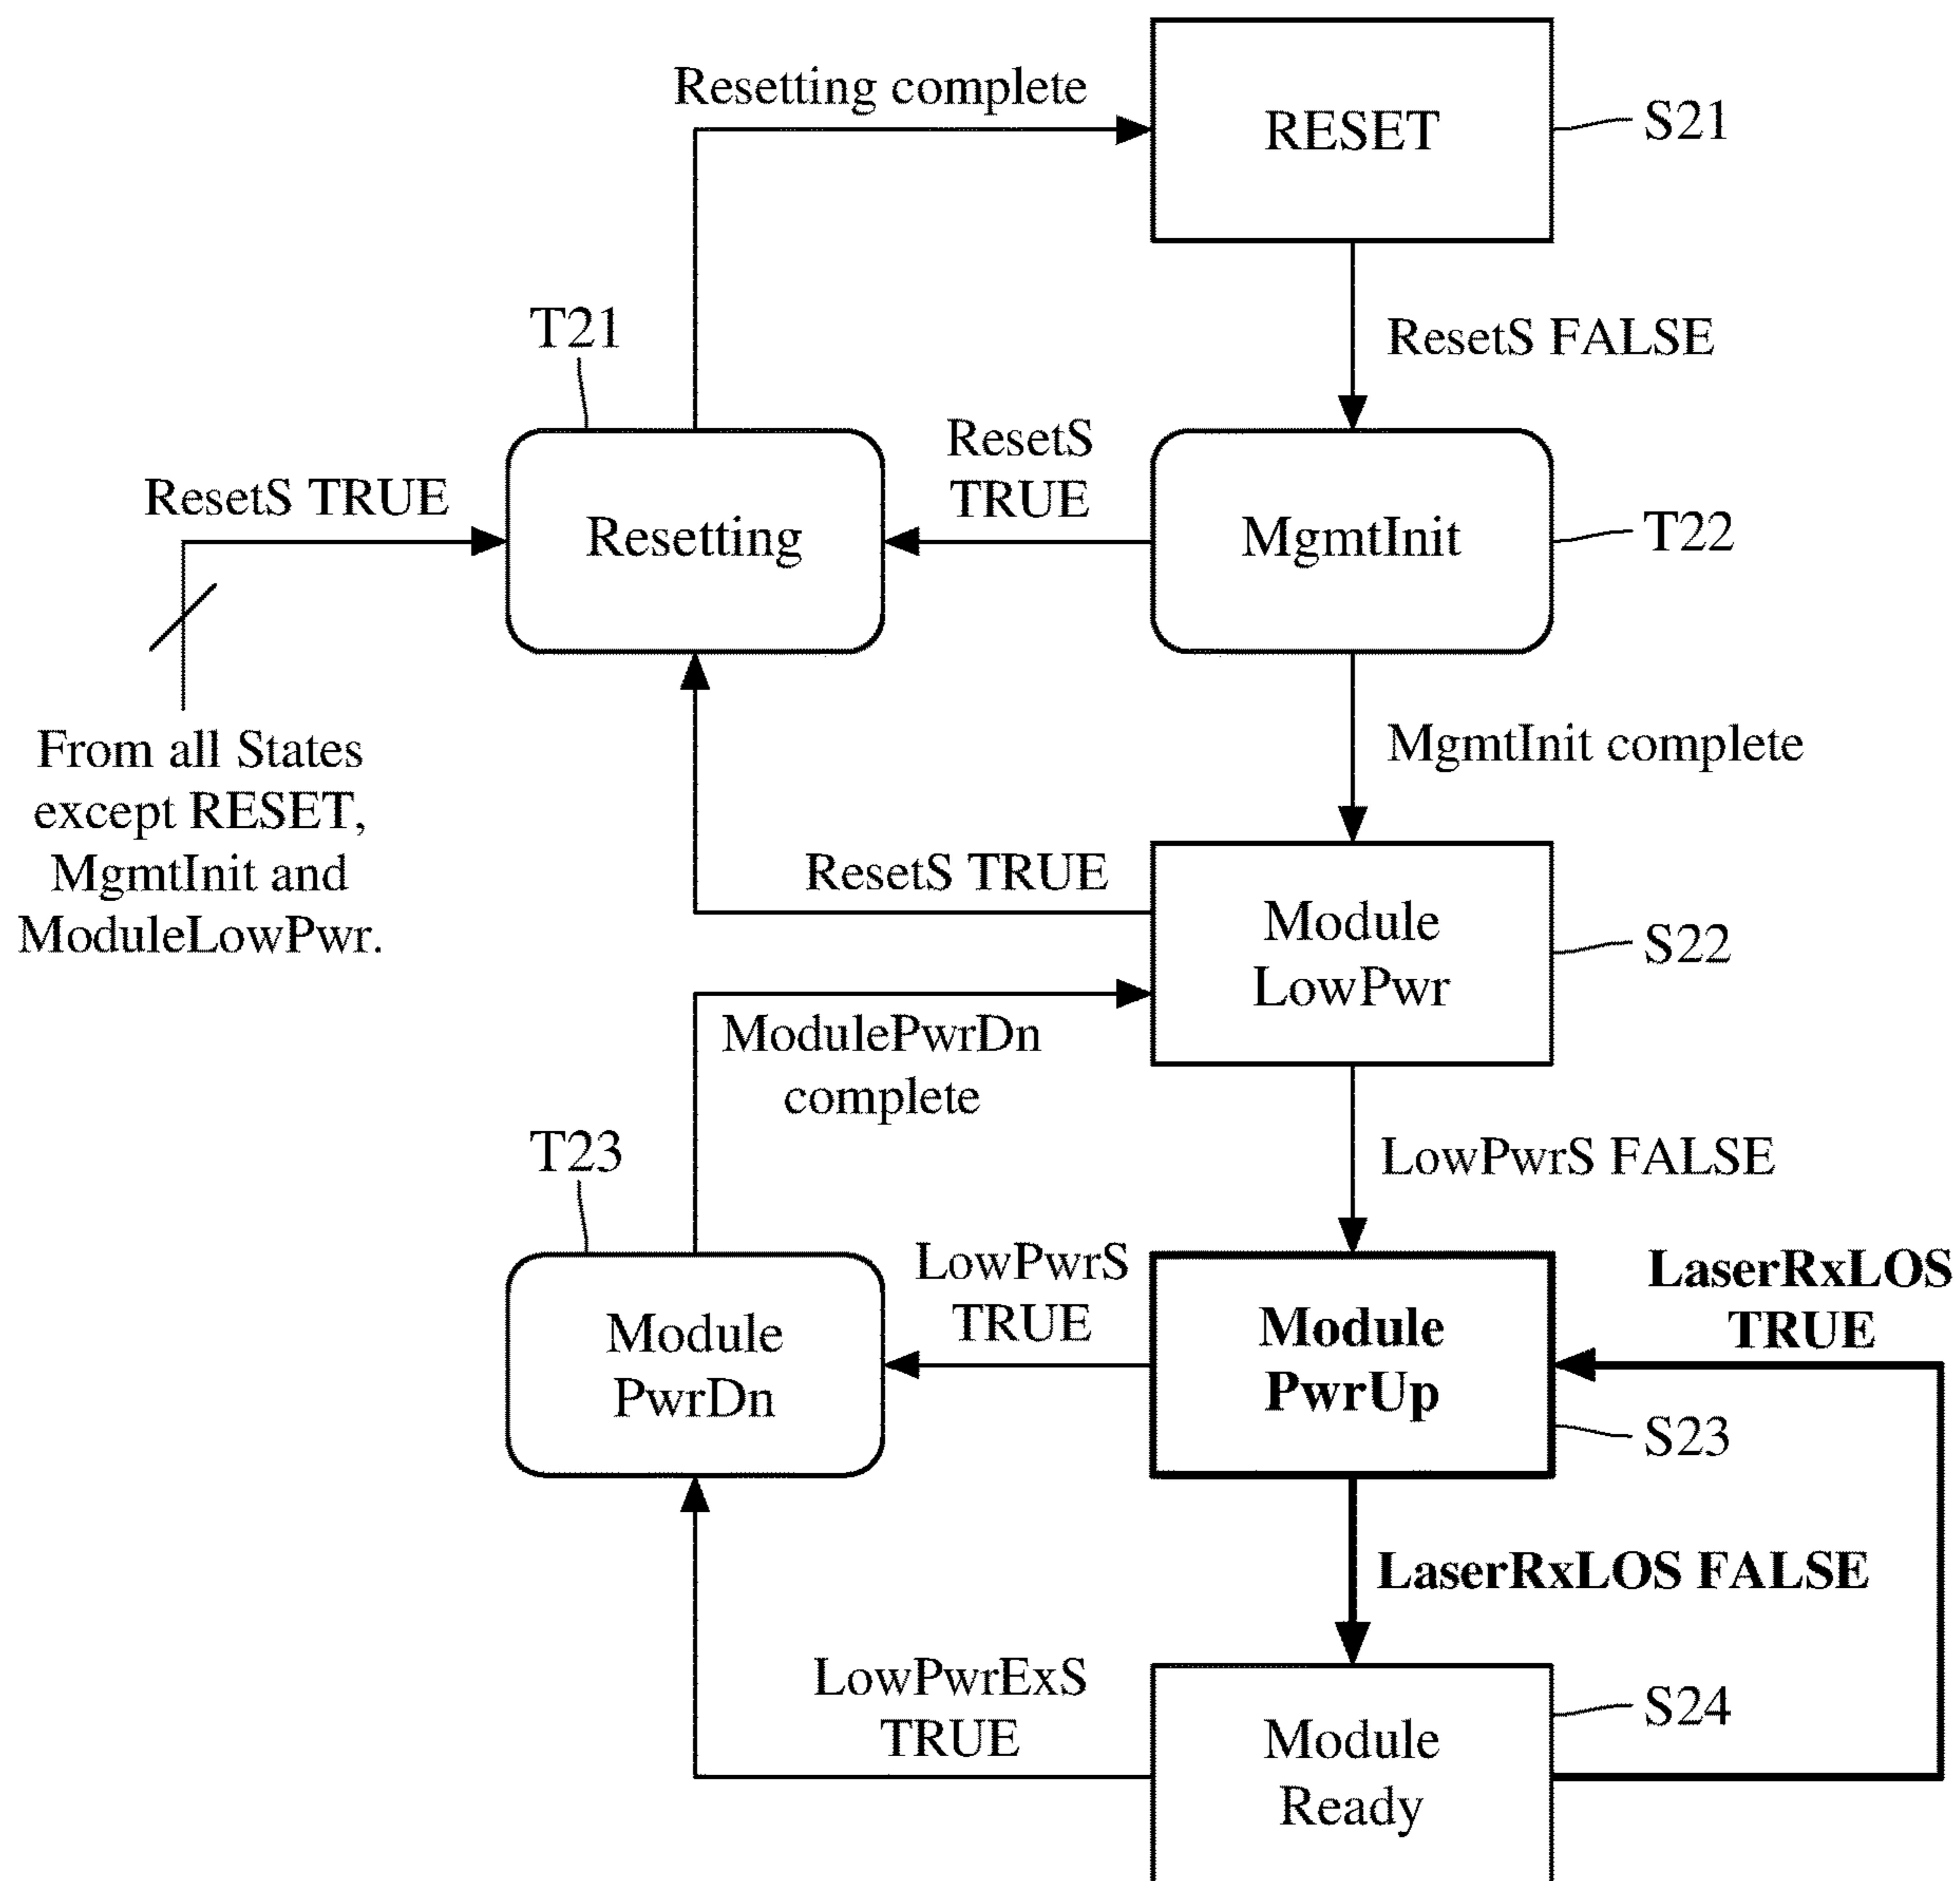 Resetting complete
RESET
S21
ResetS FALSE
T21
ResetS TRUE
Resetting
ResetS
TRUE
MgmtInit
T22
From all States
except RESET,
MgmtInit and
ModuleLowPwr.
MgmtInit complete
ResetS TRUE
Module
LowPwr
S22
ModulePwrDn
complete
LowPwrS FALSE
T23
Module
PwrDn
LowPwrS
TRUE
Module
PwrUp
S23
LaserRxLOS
TRUE
LaserRxLOS FALSE
LowPwrExS
TRUE
Module
Ready
S24